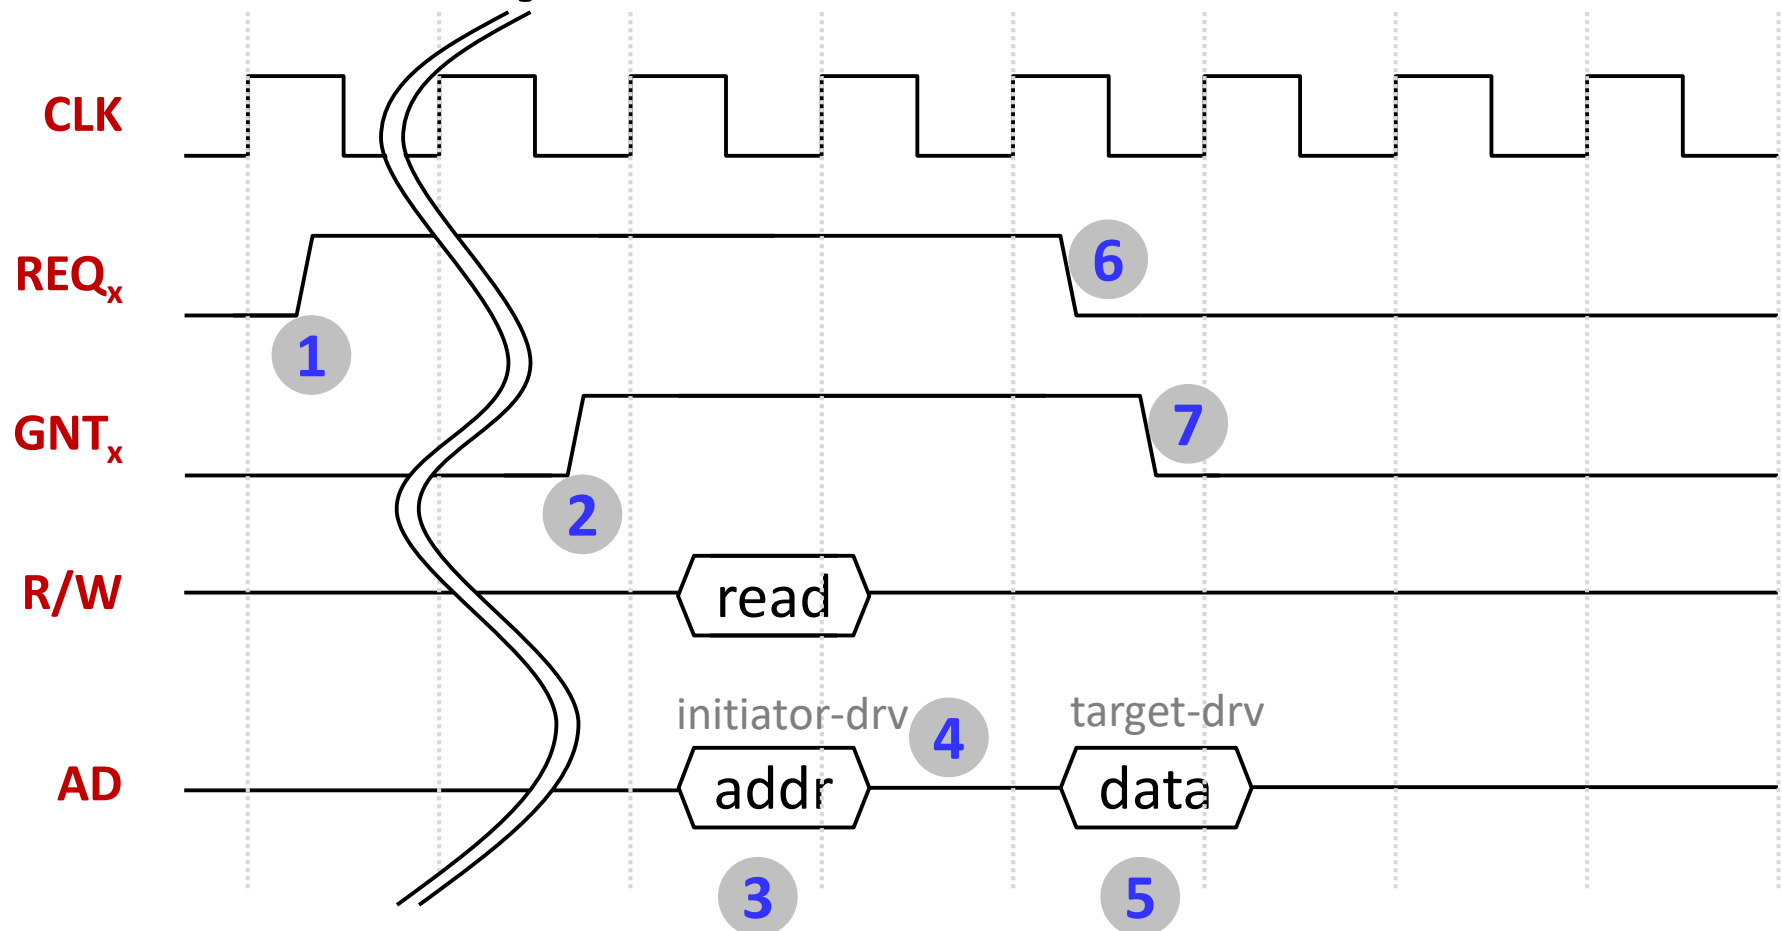 CLK
REQx
6
1
GNTx
7
2
R/W
read
initiator-drv
4
target-drv
AD
addr
data
3
5